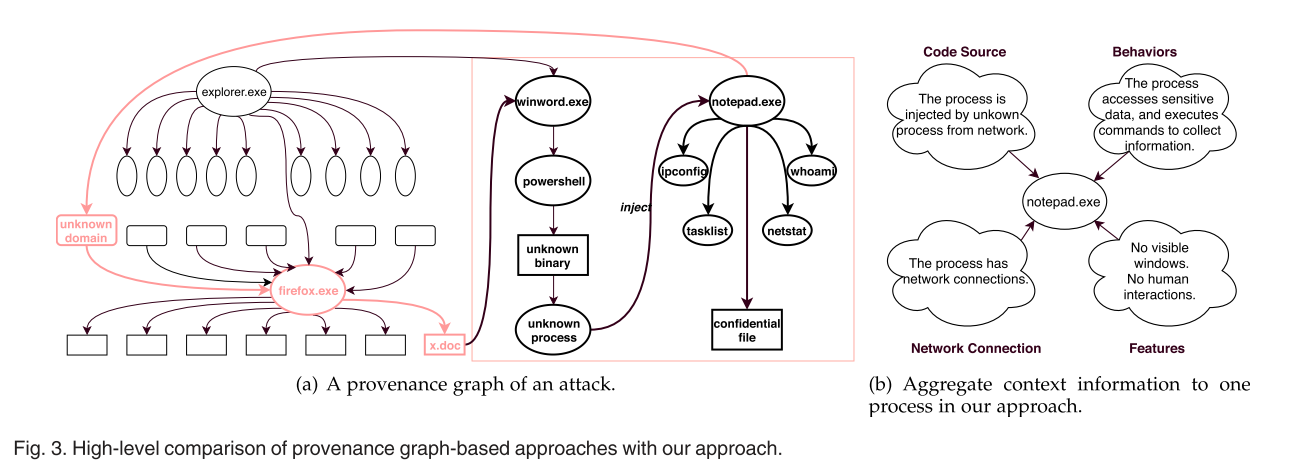 explorer.exe
unknown
domain
firefox.exe
x.doc
winword.exe
powershell
unknown
binary
unknown
process
inject
notepad.exe
ipconfig
whoami
tasklist
netstat
confidential
file
(a) A provenance graph of an attack.
Code Source
The process is
injected by unkown
process from network.
Behaviors
The process
accesses sensitive
data, and executes
commands to collect
information.
notepad.exe
The process has
network connections.
Network Connection
No visible
windows.
No human
interactions.
Features
(b) Aggregate context information to one
process in our approach.
Fig. 3. High-level comparison of provenance graph-based approaches with our approach.